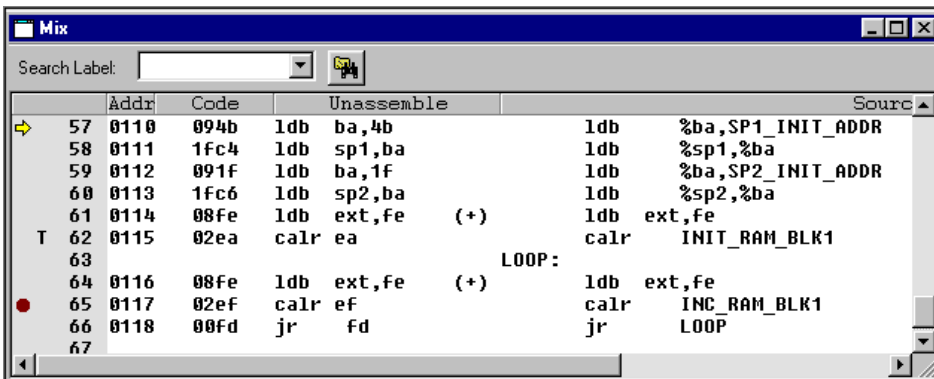 Mix
Search Label:
Addr Code Unassemble Sourc
57 0110 094b ldb ba,4b ldb %ba,SP1_INIT_ADDR
58 0111 1fc4 ldb sp1,ba ldb %sp1,%ba
59 0112 091f ldb ba,1f ldb %ba,SP2_INIT_ADDR
60 0113 1fc6 ldb sp2,ba ldb %sp2,%ba
61 0114 08fe ldb ext,fe (+) ldb ext,fe
T 62 0115 02ea calr ea calr INIT_RAM_BLK1
63 LOOP:
64 0116 08fe ldb ext,fe (+) ldb ext,fe
65 0117 02ef calr ef calr INC_RAM_BLK1
66 0118 00fd jr fd jr LOOP
67